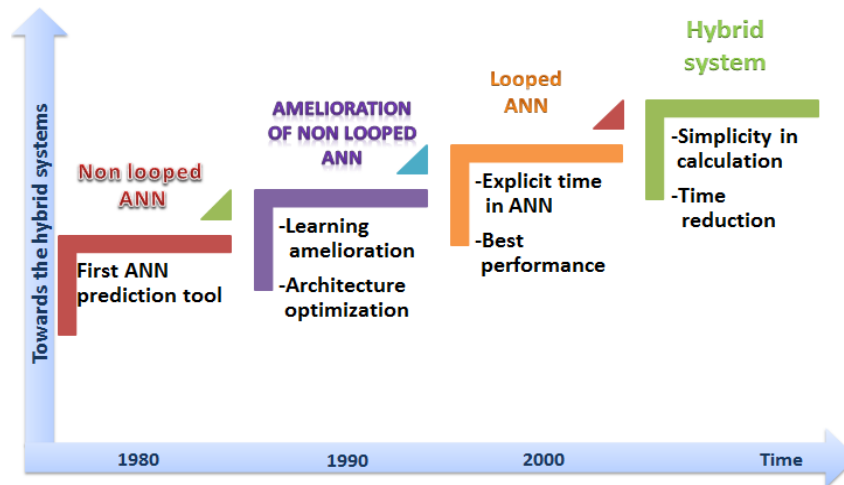 Towards the hybrid systems
Non looped
ANN
First ANN
prediction tool
AMELIORATION
OF NON LOOPED
ANN
-Learning
amelioration
-Architecture
optimization
Looped
ANN
-Explicit time
in ANN
-Best
performance
Hybrid
system
-Simplicity in
calculation
-Time
reduction
1980
1990
2000
Time